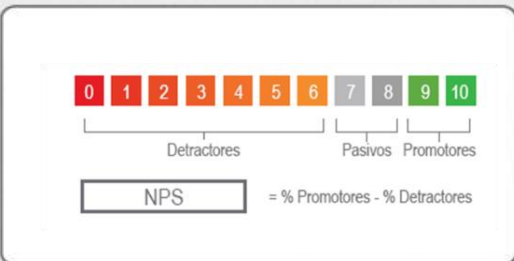 0 1 2 3 4 5 6 7 8 9 10
Detractores Pasivos Promotores
NPS = % Promotores - % Detractores